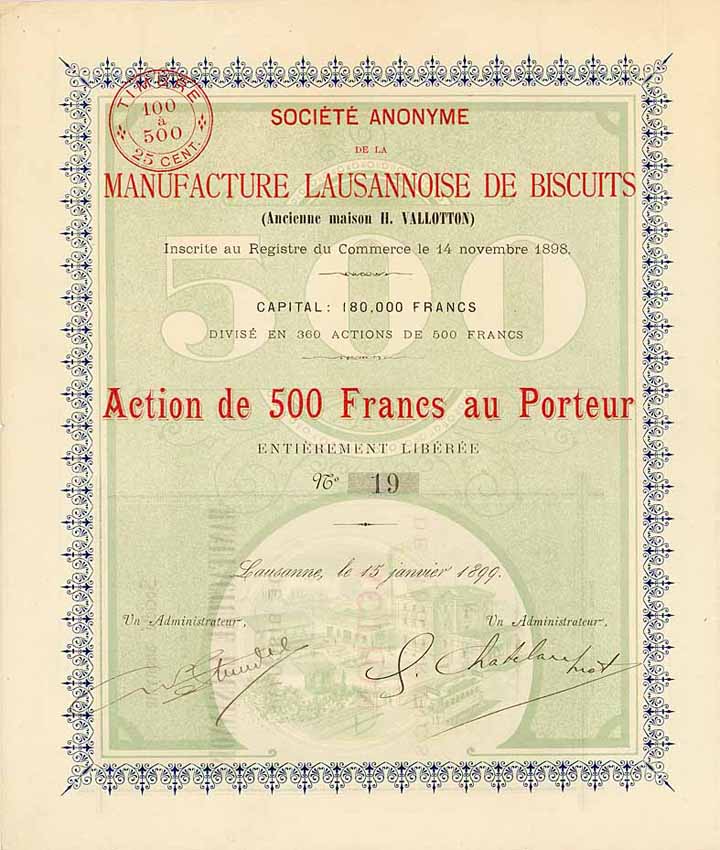 TIMBRE
100
à
500
25 CENT.
SOCIÉTÉ ANONYME
DE LA
MANUFACTURE LAUSANNOISE DE BISCUITS
(Ancienne maison H. VALLOTTON)
Inscrite au Registre du Commerce le 14 novembre 1898.
500
CAPITAL: 180,000 FRANCS
DIVISÉ EN 360 ACTIONS DE 500 FRANCS
Action de 500 Francs au Porteur
ENTIÈREMENT LIBÉRÉE
No 19
Lausanne, le 15 janvier 1899.
Un Administrateur, Un Administrateur,